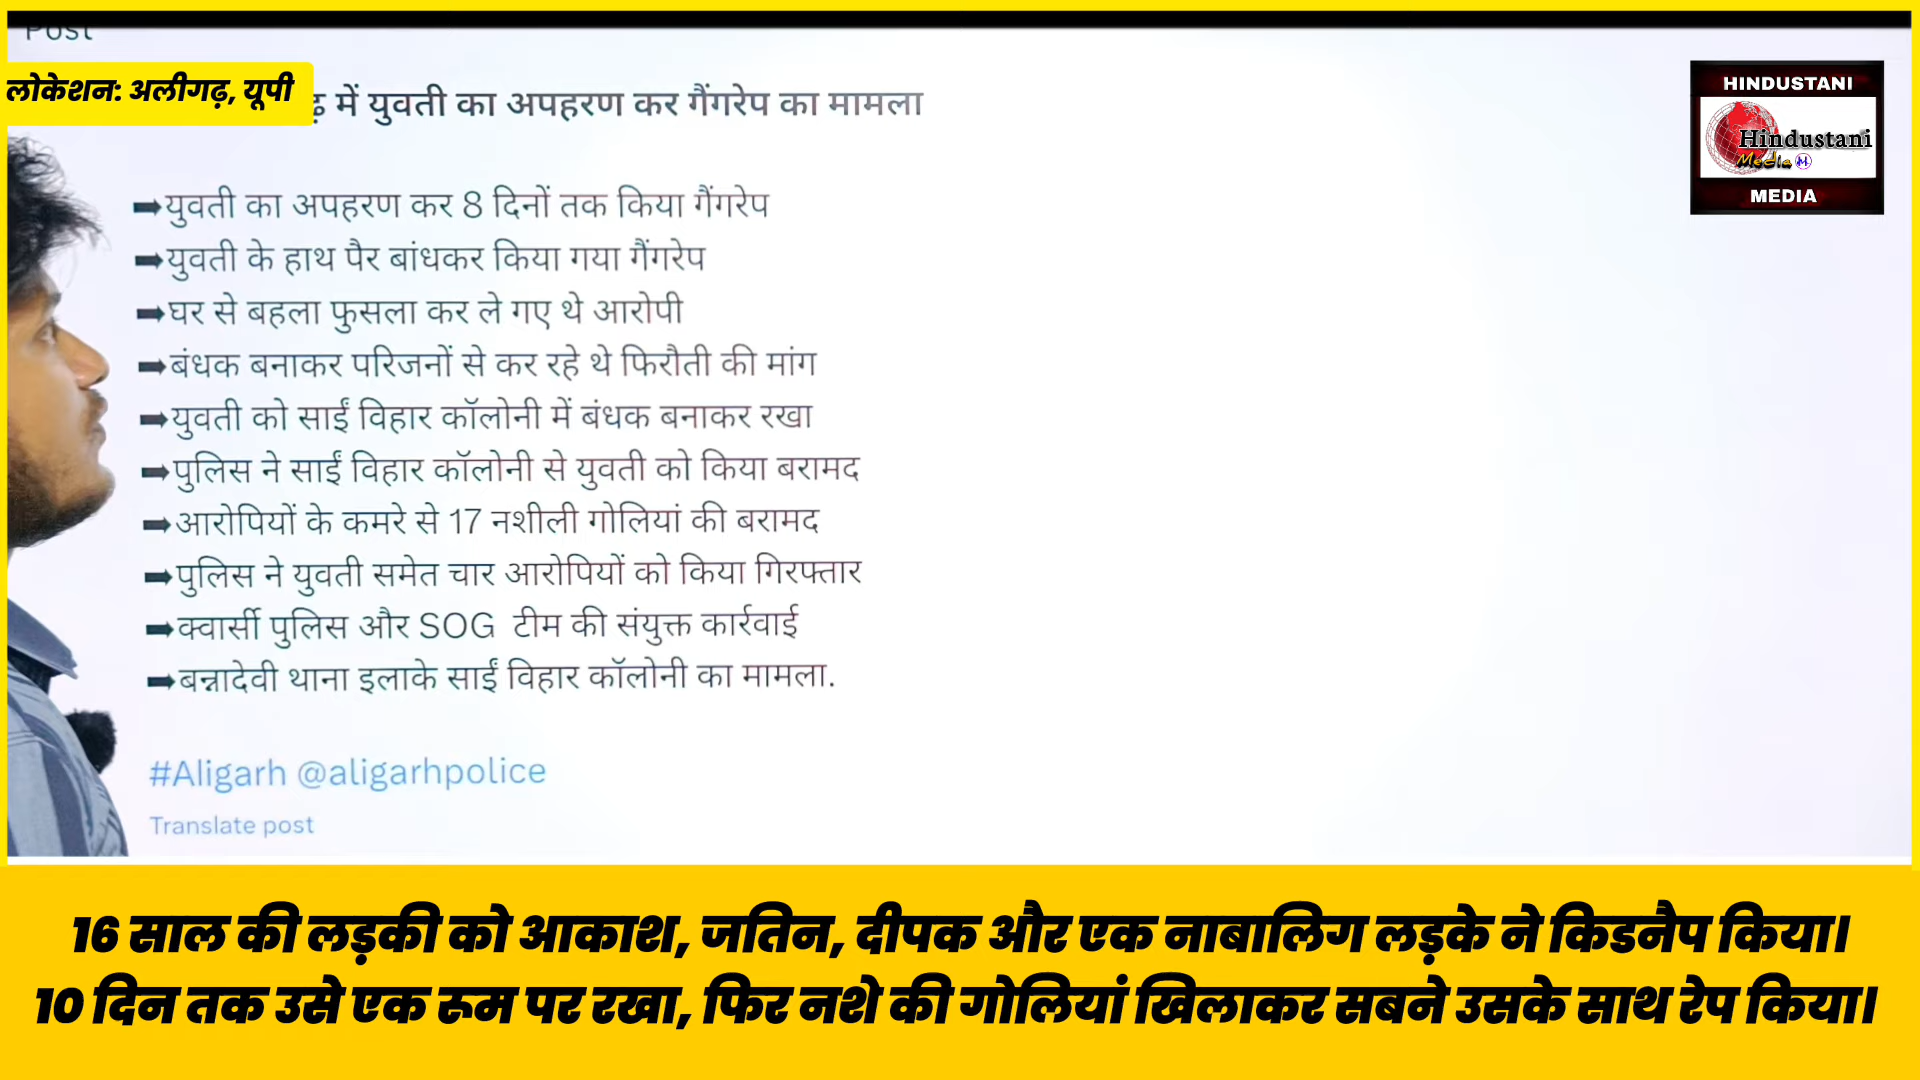 Post
लोकेशन: अलीगढ़, यूपी
ढ़ में युवती का अपहरण कर गैंगरेप का मामला
HINDUSTANI
Hindustani
Media M
MEDIA
➡युवती का अपहरण कर 8 दिनों तक किया गैंगरेप
➡युवती के हाथ पैर बांधकर किया गया गैंगरेप
➡घर से बहला फुसला कर ले गए थे आरोपी
➡बंधक बनाकर परिजनों से कर रहे थे फिरौती की मांग
➡युवती को साईं विहार कॉलोनी में बंधक बनाकर रखा
➡पुलिस ने साईं विहार कॉलोनी से युवती को किया बरामद
➡आरोपियों के कमरे से 17 नशीली गोलियां की बरामद
➡पुलिस ने युवती समेत चार आरोपियों को किया गिरफ्तार
➡क्वार्सी पुलिस और SOG टीम की संयुक्त कार्रवाई
➡बन्नादेवी थाना इलाके साईं विहार कॉलोनी का मामला.
#Aligarh @aligarhpolice
Translate post
16 साल की लड़की को आकाश, जतिन, दीपक और एक नाबालिग लड़के ने किडनैप किया।
10 दिन तक उसे एक रूम पर रखा, फिर नशे की गोलियां खिलाकर सबने उसके साथ रेप किया।